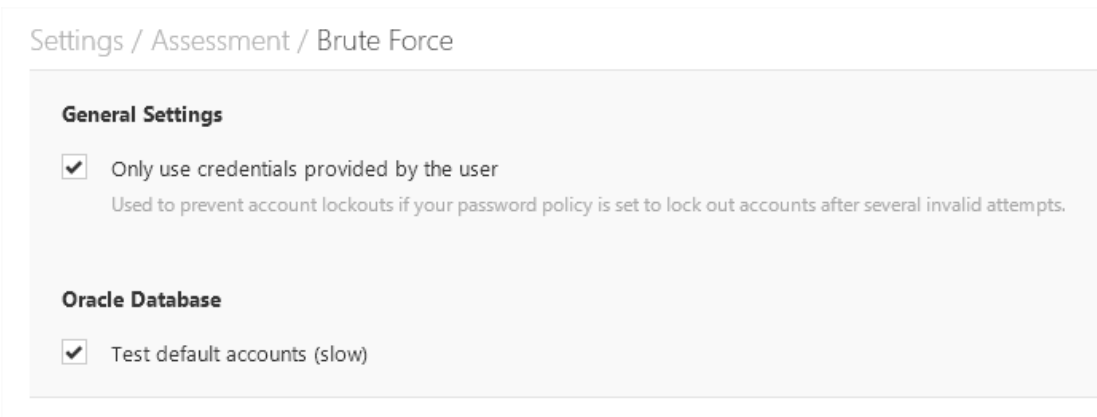 Settings / Assessment / Brute Force
General Settings
Only use credentials provided by the user
Used to prevent account lockouts if your password policy is set to lock out accounts after several invalid attempts.
Oracle Database
Test default accounts (slow)